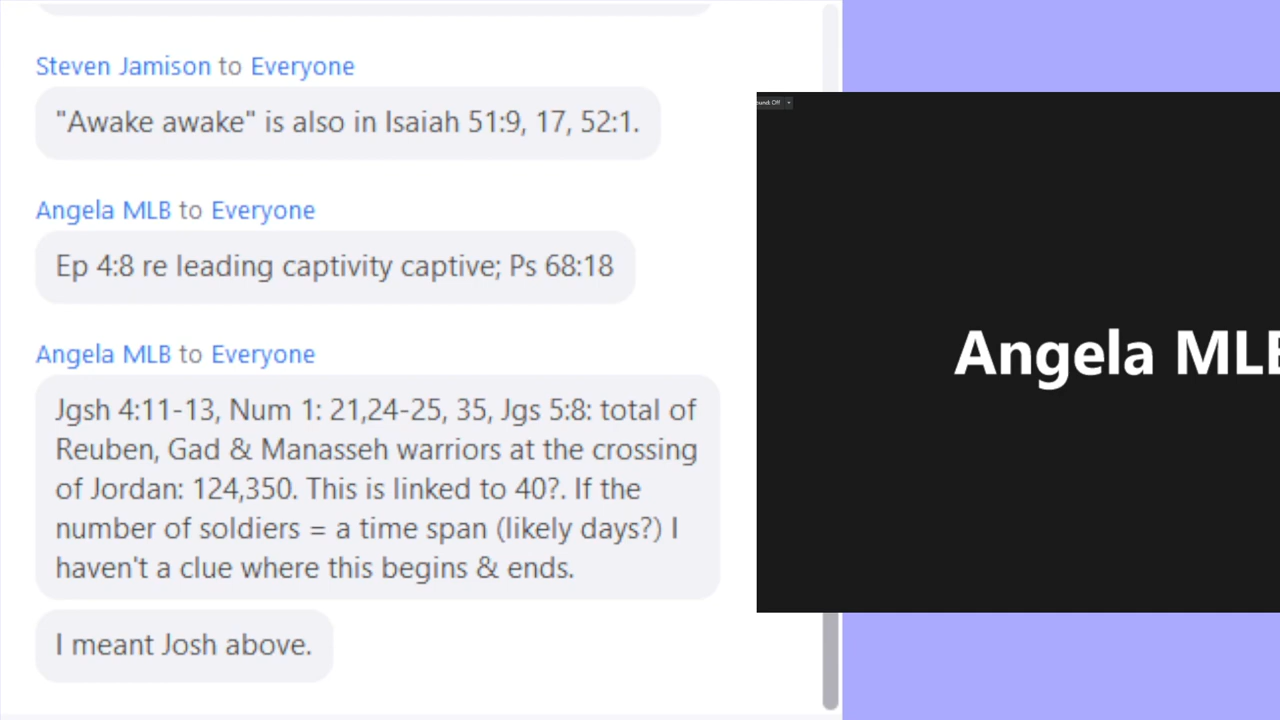 Steven Jamison to Everyone
"Awake awake" is also in Isaiah 51:9, 17, 52:1.
Angela MLB to Everyone
Ep 4:8 re leading captivity captive; Ps 68:18
Angela MLB to Everyone
Jgsh 4:11-13, Num 1: 21,24-25, 35, Jgs 5:8: total of
Reuben, Gad & Manasseh warriors at the crossing
of Jordan: 124,350. This is linked to 40?. If the
number of soldiers = a time span (likely days?) I
haven't a clue where this begins & ends.
I meant Josh above.
Off
Angela MLB